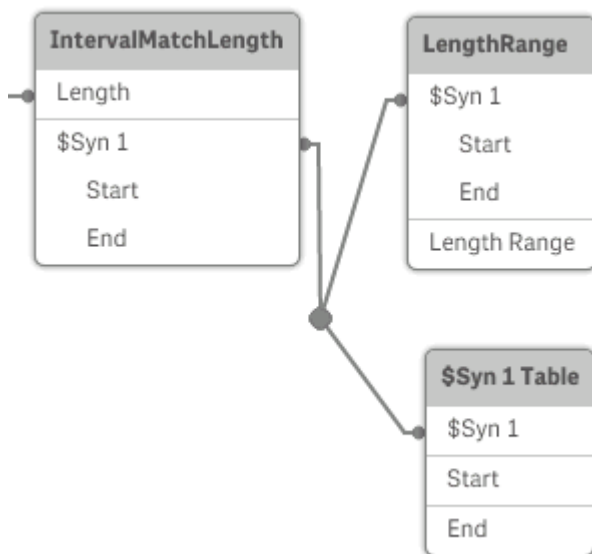 IntervalMatchLength
Length
$Syn 1
Start
End
LengthRange
$Syn 1
Start
End
Length Range
$Syn 1 Table
$Syn 1
Start
End